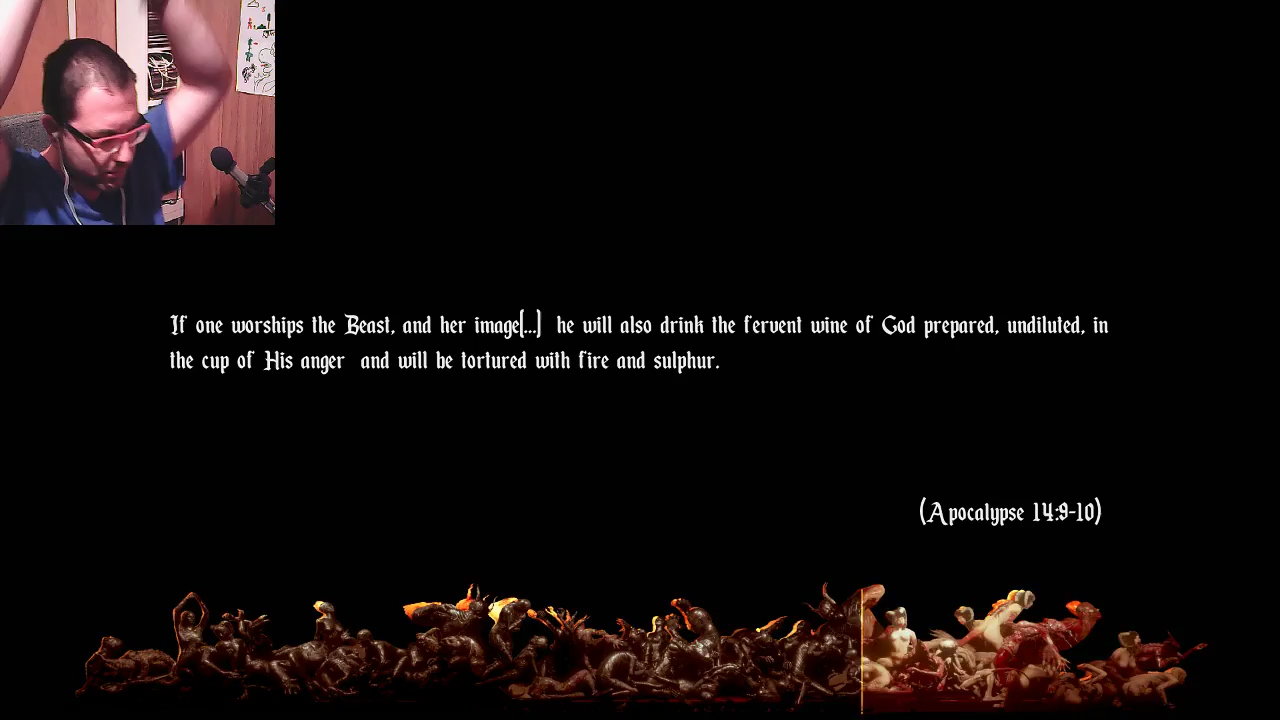 If one worships the Beast, and her image(...) he will also drink the fervent wine of God prepared, undiluted, in
the cup of His anger and will be tortured with fire and sulphur.
(Apocalypse 14:9-10)